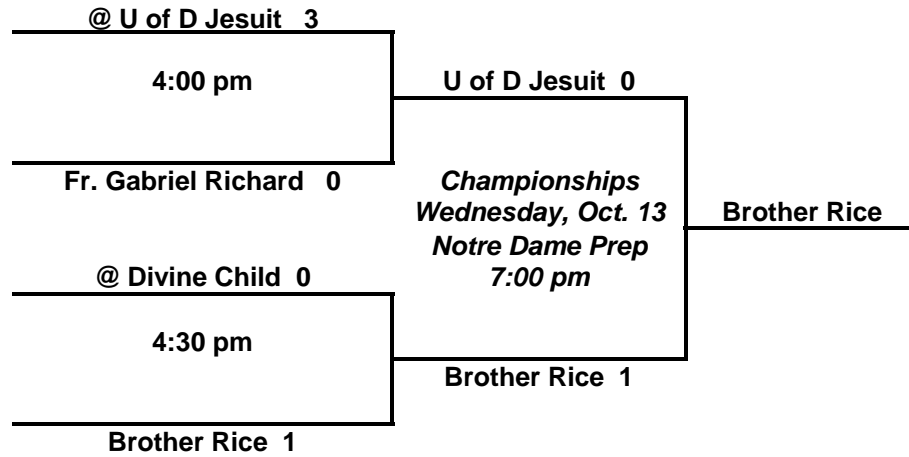 @ U of D Jesuit 3
4:00 pm
U of D Jesuit 0
Fr. Gabriel Richard 0
Championships
Wednesday, Oct. 13
Notre Dame Prep
7:00 pm
Brother Rice
@ Divine Child 0
4:30 pm
Brother Rice 1
Brother Rice 1